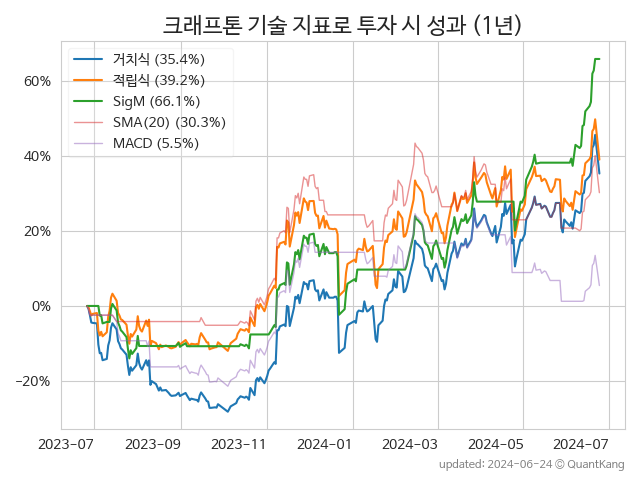 크래프톤 기술 지표로 투자 시 성과 (1년)
거치식 (35.4%)
적립식 (39.2%)
SigM (66.1%)
SMA(20) (30.3%)
MACD (5.5%)
60%
40%
20%
0%
−20%
2023-07 2023-09 2023-11 2024-01 2024-03 2024-05 2024-07
updated: 2024-06-24 © QuantKang